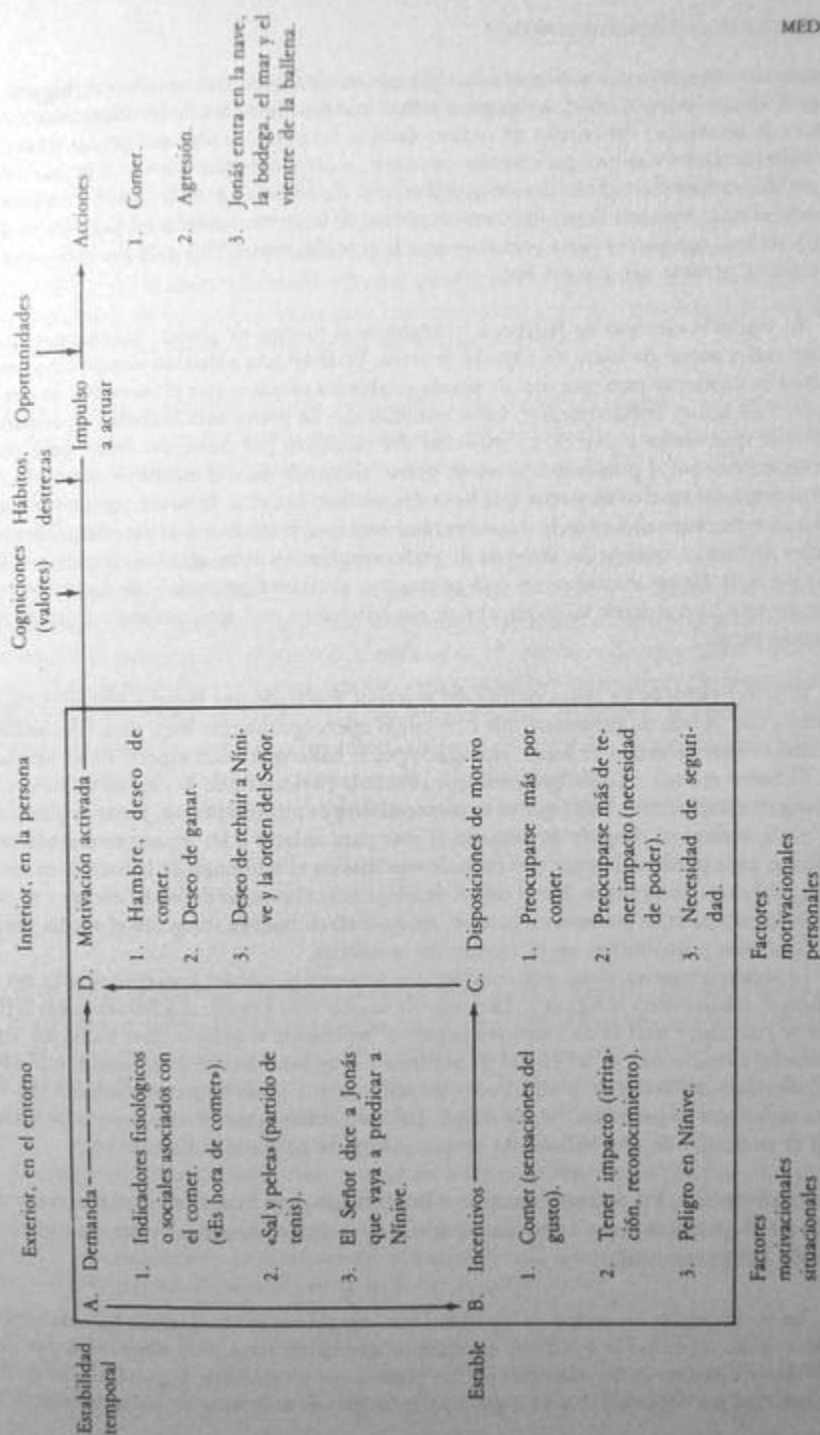 MED
Exterior, en el entorno
Interior, en la persona
Cogniciones
(valores)
Hábitos,
destrezas
Oportunidades
Estabilidad
temporal
A. Demanda
D. Motivación activada
Impulso
a actuar
Acciones
1. Indicadores fisiológicos
o sociales asociados con
el comer.
(«Es hora de comer»)
2. «Sal y pelea» (partido de
tenis).
3. El Señor dice a Jonás
que vaya a predicar a
Nínive.
1. Hambre, deseo de
comer.
2. Deseo de ganar.
3. Deseo de rehuir a Níni-
ve y la orden del Señor.
1. Comer.
2. Agresión.
3. Jonás entra en la nave,
la bodega, el mar y el
vientre de la ballena.
Estable
B. Incentivos
C. Disposiciones de motivo
1. Comer (sensaciones del
gusto).
2. Tener impacto (irrita-
ción, reconocimiento).
3. Peligro en Nínive.
1. Preocuparse más por
comer.
2. Preocuparse más de te-
ner impacto (necesidad
de poder).
3. Necesidad de seguri-
dad.
Factores
motivacionales
situacionales
Factores
motivacionales
personales